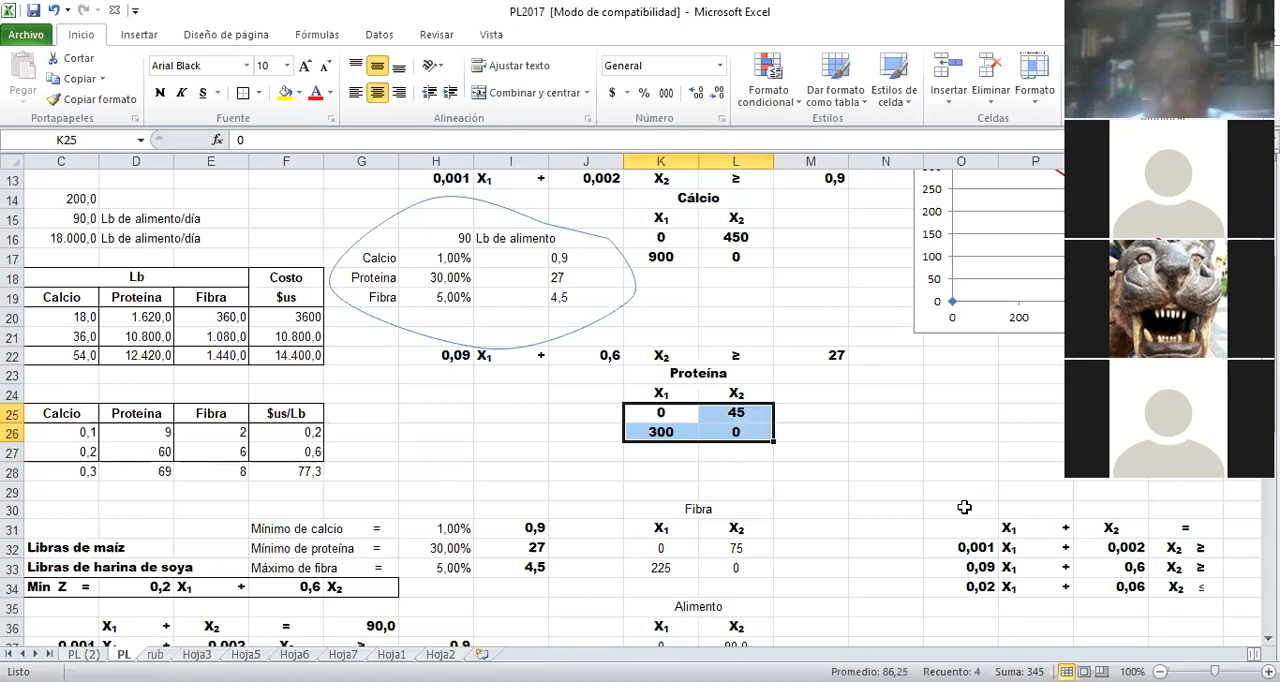 PL2017 [Modo de compatibilidad] - Microsoft Excel
Archivo Inicio Insertar Diseño de página Fórmulas Datos Revisar Vista
Pegar
Cortar
Copiar
Copiar formato
Portapapeles
Arial Black 10
N K S
Fuente
Ajustar texto
Combinar y centrar
Alineación
General
$ % 000
Número
Formato condicional
Dar formato como tabla
Estilos de celda
Estilos
Insertar Eliminar Formato
Celdas
K25 fx 0
C D E F G H I J K L M N O P
13 0,001 X₁ + 0,002 X₂ ≥ 0,9
14 200,0 Cálcio 250
15 90,0 Lb de alimento/día X₁ X₂ 200
16 18.000,0 Lb de alimento/día 90 Lb de alimento 0 450 150
17 Calcio 1,00% 0,9 900 0 100
18 Lb Costo Proteina 30,00% 27 50
19 Calcio Proteína Fibra $us Fibra 5,00% 4,5 0
20 18,0 1.620,0 360,0 3600 0 200
21 36,0 10.800,0 1.080,0 10.800,0
22 54,0 12.420,0 1.440,0 14.400,0 0,09 X₁ + 0,6 X₂ ≥ 27
23 Proteína
24 X₁ X₂
25 Calcio Proteína Fibra $us/Lb 0 45
26 0,1 9 2 0,2 300 0
27 0,2 60 6 0,6
28 0,3 69 8 77,3
29
30 Fibra
31 Mínimo de calcio = 1,00% 0,9 X₁ X₂ X₁ + X₂ =
32 Libras de maíz Mínimo de proteína = 30,00% 27 0 75 0,001 X₁ + 0,002 X₂ ≥
33 Libras de harina de soya Máximo de fibra = 5,00% 4,5 225 0 0,09 X₁ + 0,6 X₂ ≥
34 Min Z = 0,2 X₁ + 0,6 X₂ 0,02 X₁ + 0,06 X₂ ≤
35 Alimento
36 X₁ + X₂ = 90,0 X₁ X₂
0,001 X₁ + 0,002 X₂ ≥ 0,9 0 90,0
PL (2) PL rub Hoja3 Hoja5 Hoja6 Hoja7 Hoja1 Hoja2
Listo Promedio: 86,25 Recuento: 4 Suma: 345 100%